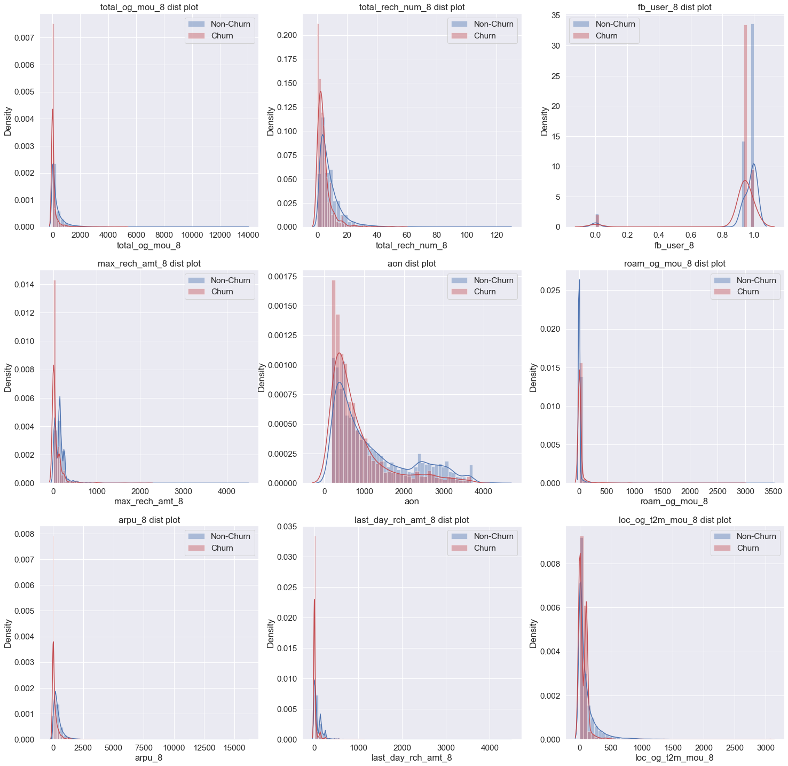 total_og_mou_8 dist plot
Non-Churn
Churn
Density
0.007
0.006
0.005
0.004
0.003
0.002
0.001
0.000
0 2000 4000 6000 8000 10000 12000 14000
total_og_mou_8
total_rech_num_8 dist plot
Non-Churn
Churn
Density
0.200
0.175
0.150
0.125
0.100
0.075
0.050
0.025
0.000
0 20 40 60 80 100 120
total_rech_num_8
fb_user_8 dist plot
Non-Churn
Churn
Density
35
30
25
20
15
10
5
0
0.0 0.2 0.4 0.6 0.8 1.0
fb_user_8
max_rech_amt_8 dist plot
Non-Churn
Churn
Density
0.014
0.012
0.010
0.008
0.006
0.004
0.002
0.000
0 1000 2000 3000 4000
max_rech_amt_8
aon dist plot
Non-Churn
Churn
Density
0.00175
0.00150
0.00125
0.00100
0.00075
0.00050
0.00025
0.00000
0 1000 2000 3000 4000
aon
roam_og_mou_8 dist plot
Non-Churn
Churn
Density
0.025
0.020
0.015
0.010
0.005
0.000
0 500 1000 1500 2000 2500 3000 3500
roam_og_mou_8
arpu_8 dist plot
Non-Churn
Churn
Density
0.008
0.007
0.006
0.005
0.004
0.003
0.002
0.001
0.000
0 2500 5000 7500 10000 12500 15000
arpu_8
last_day_rch_amt_8 dist plot
Non-Churn
Churn
Density
0.035
0.030
0.025
0.020
0.015
0.010
0.005
0.000
0 1000 2000 3000 4000
last_day_rch_amt_8
loc_og_t2m_mou_8 dist plot
Non-Churn
Churn
Density
0.008
0.006
0.004
0.002
0.000
0 500 1000 1500 2000 2500 3000
loc_og_t2m_mou_8